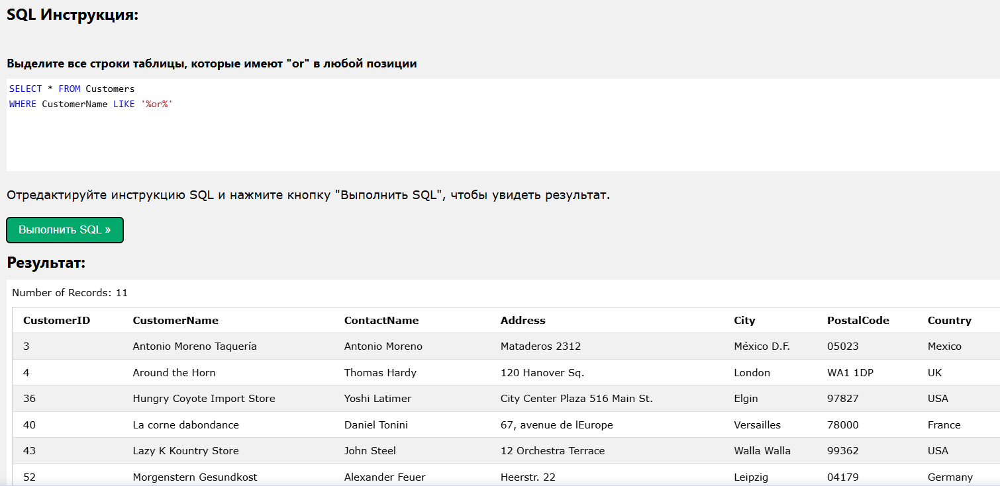 SQL Инструкция:
Выделите все строки таблицы, которые имеют "or" в любой позиции
SELECT * FROM Customers
WHERE CustomerName LIKE '%or%'
Отредактируйте инструкцию SQL и нажмите кнопку "Выполнить SQL", чтобы увидеть результат.
Выполнить SQL »
Результат:
Number of Records: 11
CustomerID CustomerName ContactName Address City PostalCode Country
3 Antonio Moreno Taquería Antonio Moreno Mataderos 2312 México D.F. 05023 Mexico
4 Around the Horn Thomas Hardy 120 Hanover Sq. London WA1 1DP UK
36 Hungry Coyote Import Store Yoshi Latimer City Center Plaza 516 Main St. Elgin 97827 USA
40 La corne dabondance Daniel Tonini 67, avenue de lEurope Versailles 78000 France
43 Lazy K Kountry Store John Steel 12 Orchestra Terrace Walla Walla 99362 USA
52 Morgenstern Gesundkost Alexander Feuer Heerstr. 22 Leipzig 04179 Germany